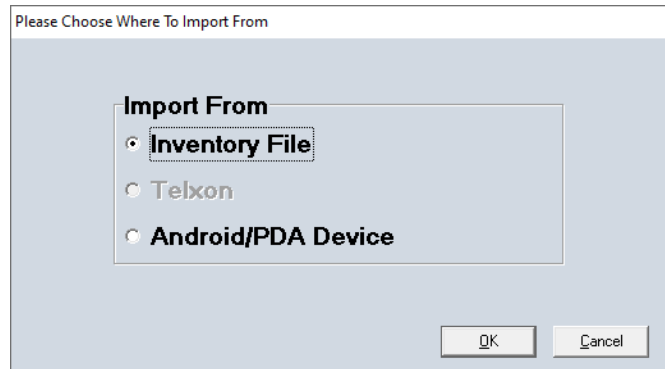 Please Choose Where To Import From
Import From
Inventory File
Telxon
Android/PDA Device
OK
Cancel